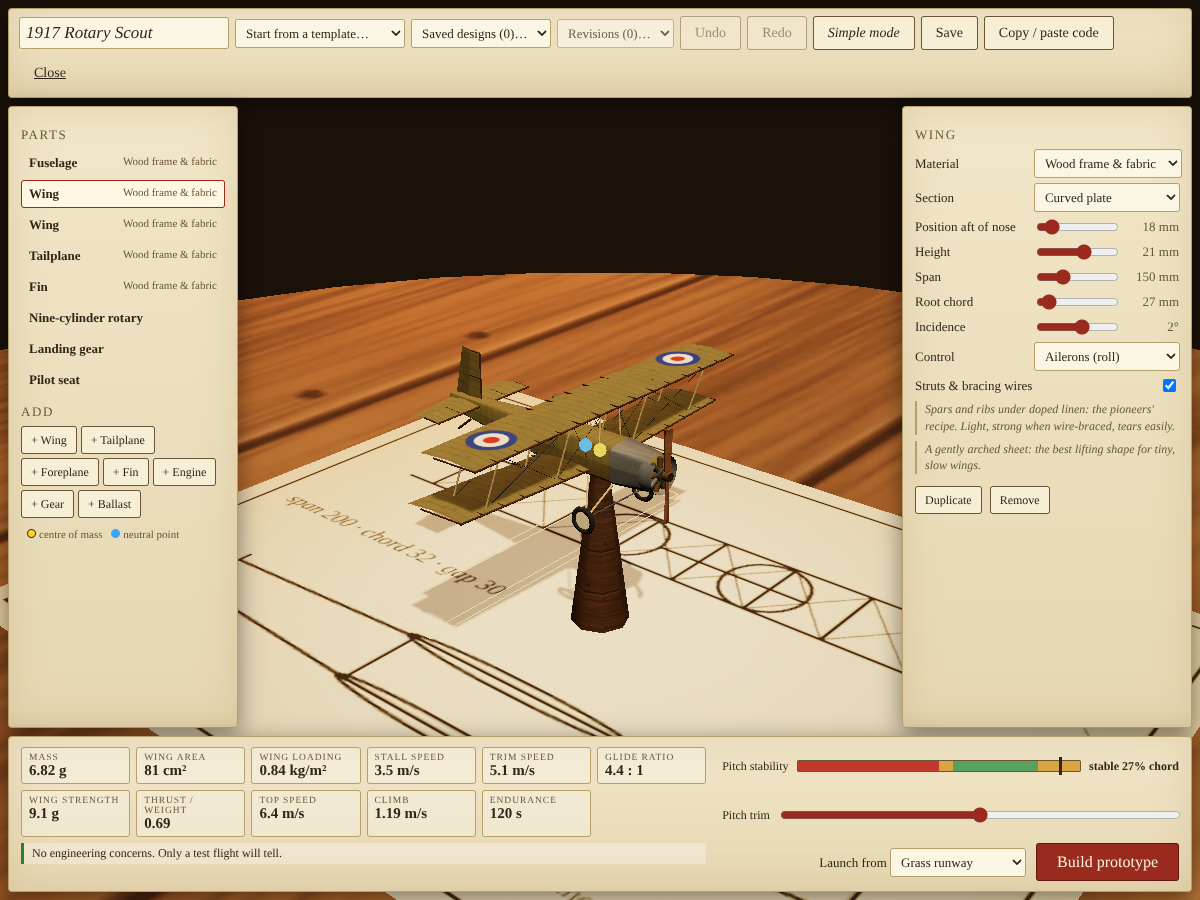 1917 Rotary Scout
Start from a template…
Saved designs (0)…
Revisions (0)…
Undo
Redo
Simple mode
Save
Copy / paste code
Close
PARTS
Fuselage Wood frame & fabric
Wing Wood frame & fabric
Wing Wood frame & fabric
Tailplane Wood frame & fabric
Fin Wood frame & fabric
Nine-cylinder rotary
Landing gear
Pilot seat
ADD
+ Wing
+ Tailplane
+ Foreplane
+ Fin
+ Engine
+ Gear
+ Ballast
centre of mass
neutral point
span 200 · chord 32 · gap 30
WING
Material Wood frame & fabric
Section Curved plate
Position aft of nose 18 mm
Height 21 mm
Span 150 mm
Root chord 27 mm
Incidence 2°
Control Ailerons (roll)
Struts & bracing wires
Spars and ribs under doped linen: the pioneers'
recipe. Light, strong when wire-braced, tears easily.
A gently arched sheet: the best lifting shape for tiny,
slow wings.
Duplicate
Remove
MASS
6.82 g
WING AREA
81 cm²
WING LOADING
0.84 kg/m²
STALL SPEED
3.5 m/s
TRIM SPEED
5.1 m/s
GLIDE RATIO
4.4 : 1
WING STRENGTH
9.1 g
THRUST /
WEIGHT
0.69
TOP SPEED
6.4 m/s
CLIMB
1.19 m/s
ENDURANCE
120 s
No engineering concerns. Only a test flight will tell.
Pitch stability stable 27% chord
Pitch trim
Launch from Grass runway
Build prototype